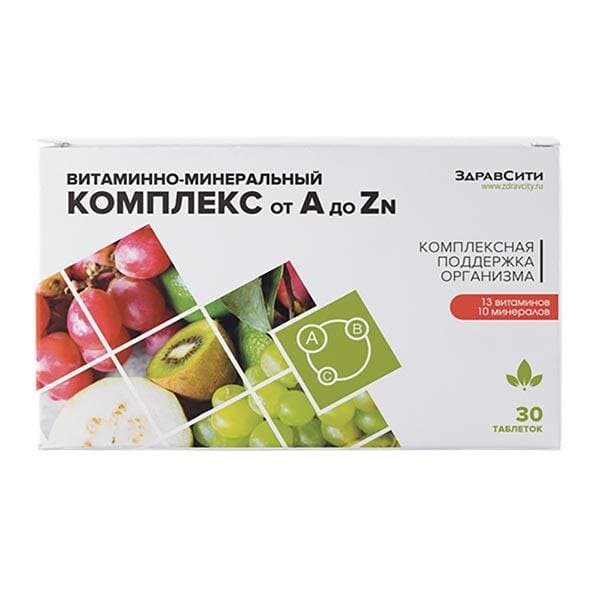 ВИТАМИННО-МИНЕРАЛЬНЫЙ
КОМПЛЕКС от А до Zn
ЗДРАВСИТИ
www.zdravcity.ru
КОМПЛЕКСНАЯ
ПОДДЕРЖКА
ОРГАНИЗМА
13 витаминов
10 минералов
A
B
C
30
ТАБЛЕТОК